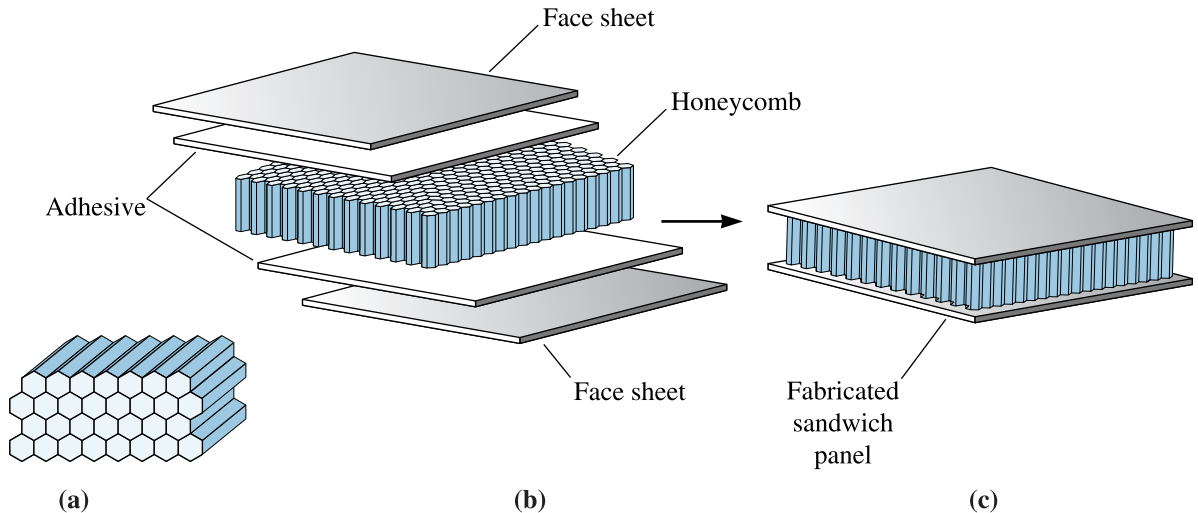 Face sheet
Honeycomb
Adhesive
Face sheet
Fabricated
sandwich
panel
(a)
(b)
(c)